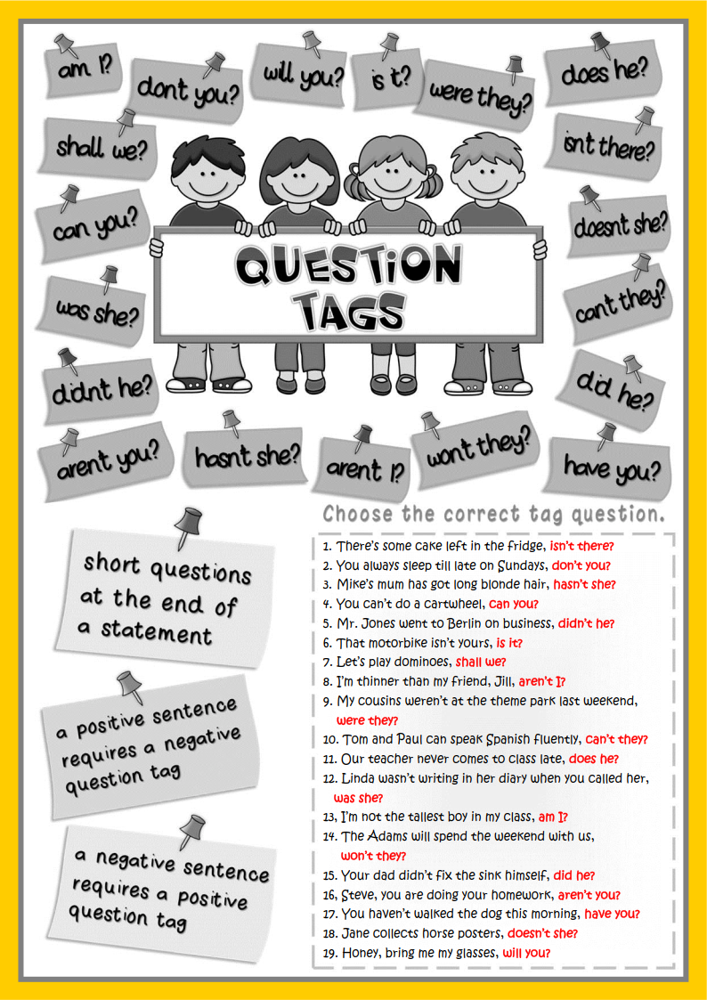 am I?
don't you?
will you?
is it?
were they?
does he?
shall we?
isn't there?
can you?
doesn't she?
QUESTION
TAGS
was she?
can't they?
didn't he?
did he?
aren't you?
hasn't she?
aren't I?
won't they?
have you?
Choose the correct tag question.
short questions
at the end of
a statement
a positive sentence
requires a negative
question tag
a negative sentence
requires a positive
question tag
1. There's some cake left in the fridge, isn't there?
2. You always sleep till late on Sundays, don't you?
3. Mike's mum has got long blonde hair, hasn't she?
4. You can't do a cartwheel, can you?
5. Mr. Jones went to Berlin on business, didn't he?
6. That motorbike isn't yours, is it?
7. Let's play dominoes, shall we?
8. I'm thinner than my friend, Jill, aren't I?
9. My cousins weren't at the theme park last weekend,
were they?
10. Tom and Paul can speak Spanish fluently, can't they?
11. Our teacher never comes to class late, does he?
12. Linda wasn't writing in her diary when you called her,
was she?
13, I'm not the tallest boy in my class, am I?
14. The Adams will spend the weekend with us,
won't they?
15. Your dad didn't fix the sink himself, did he?
16, Steve, you are doing your homework, aren't you?
17. You haven't walked the dog this morning, have you?
18. Jane collects horse posters, doesn't she?
19. Honey, bring me my glasses, will you?